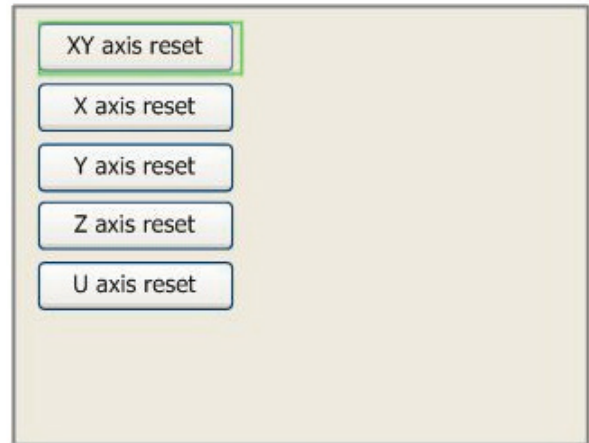 XY axis reset
X axis reset
Y axis reset
Z axis reset
U axis reset